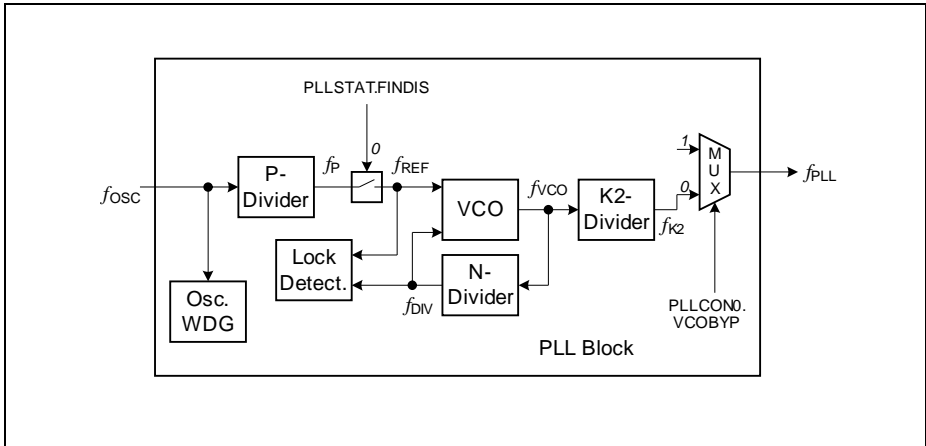 PLLSTAT.FINDIS
0
1
M
U
X
fOSC
P-
Divider
fP
fREF
VCO
fVCO
K2-
Divider
0
fK2
fPLL
Lock
Detect.
fDIV
N-
Divider
Osc.
WDG
PLLCON0.
VCOBYP
PLL Block